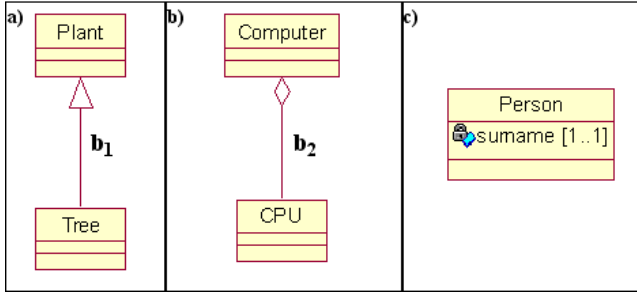 a)
Plant
b₁
Tree
b)
Computer
b₂
CPU
c)
Person
surname [1..1]